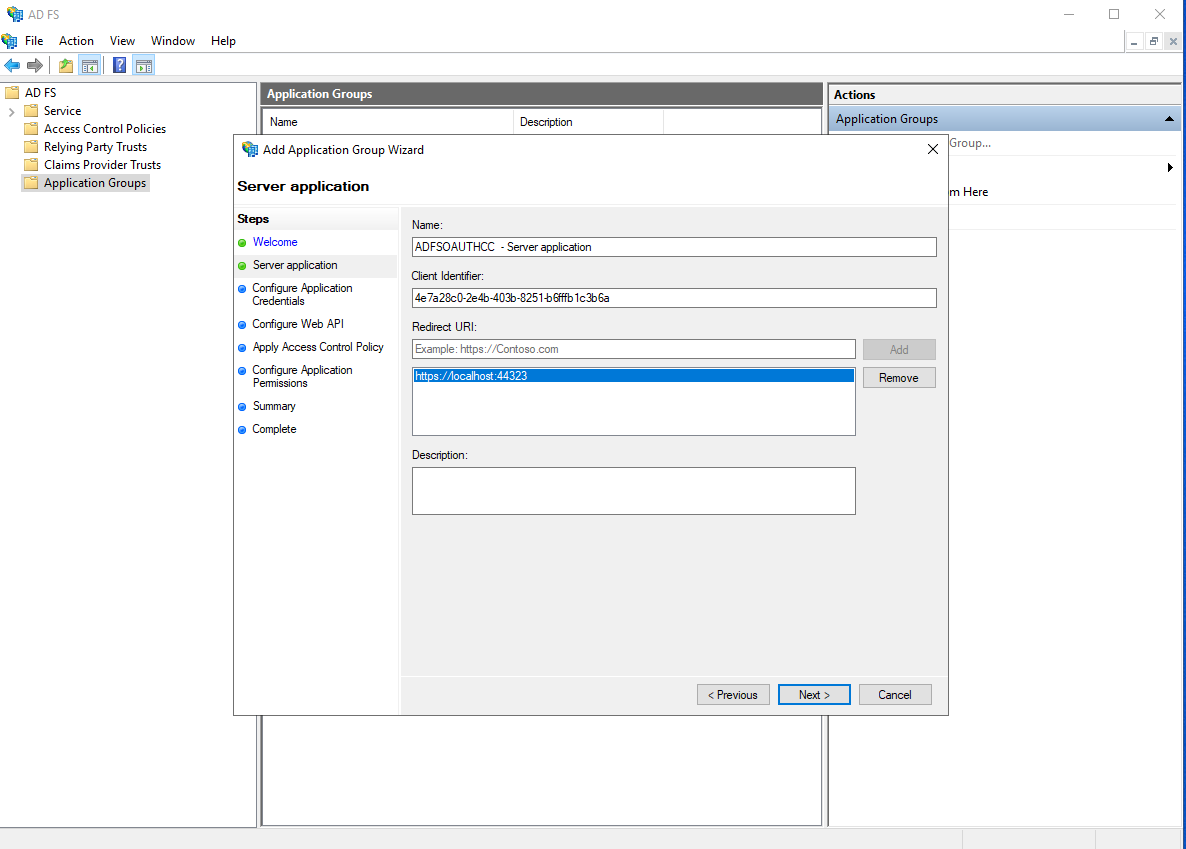 AD FS
File Action View Window Help
AD FS
Service
Access Control Policies
Relying Party Trusts
Claims Provider Trusts
Application Groups
Application Groups
Name Description
Actions
Application Groups
Group...
m Here
Add Application Group Wizard
Server application
Steps
Welcome
Server application
Configure Application
Credentials
Configure Web API
Apply Access Control Policy
Configure Application
Permissions
Summary
Complete
Name:
ADFSOAUTHCC - Server application
Client Identifier:
4e7a28c0-2e4b-403b-8251-b6fffb1c3b6a
Redirect URI:
Example: https://Contoso.com
Add
https://localhost:44323
Remove
Description:
< Previous Next > Cancel